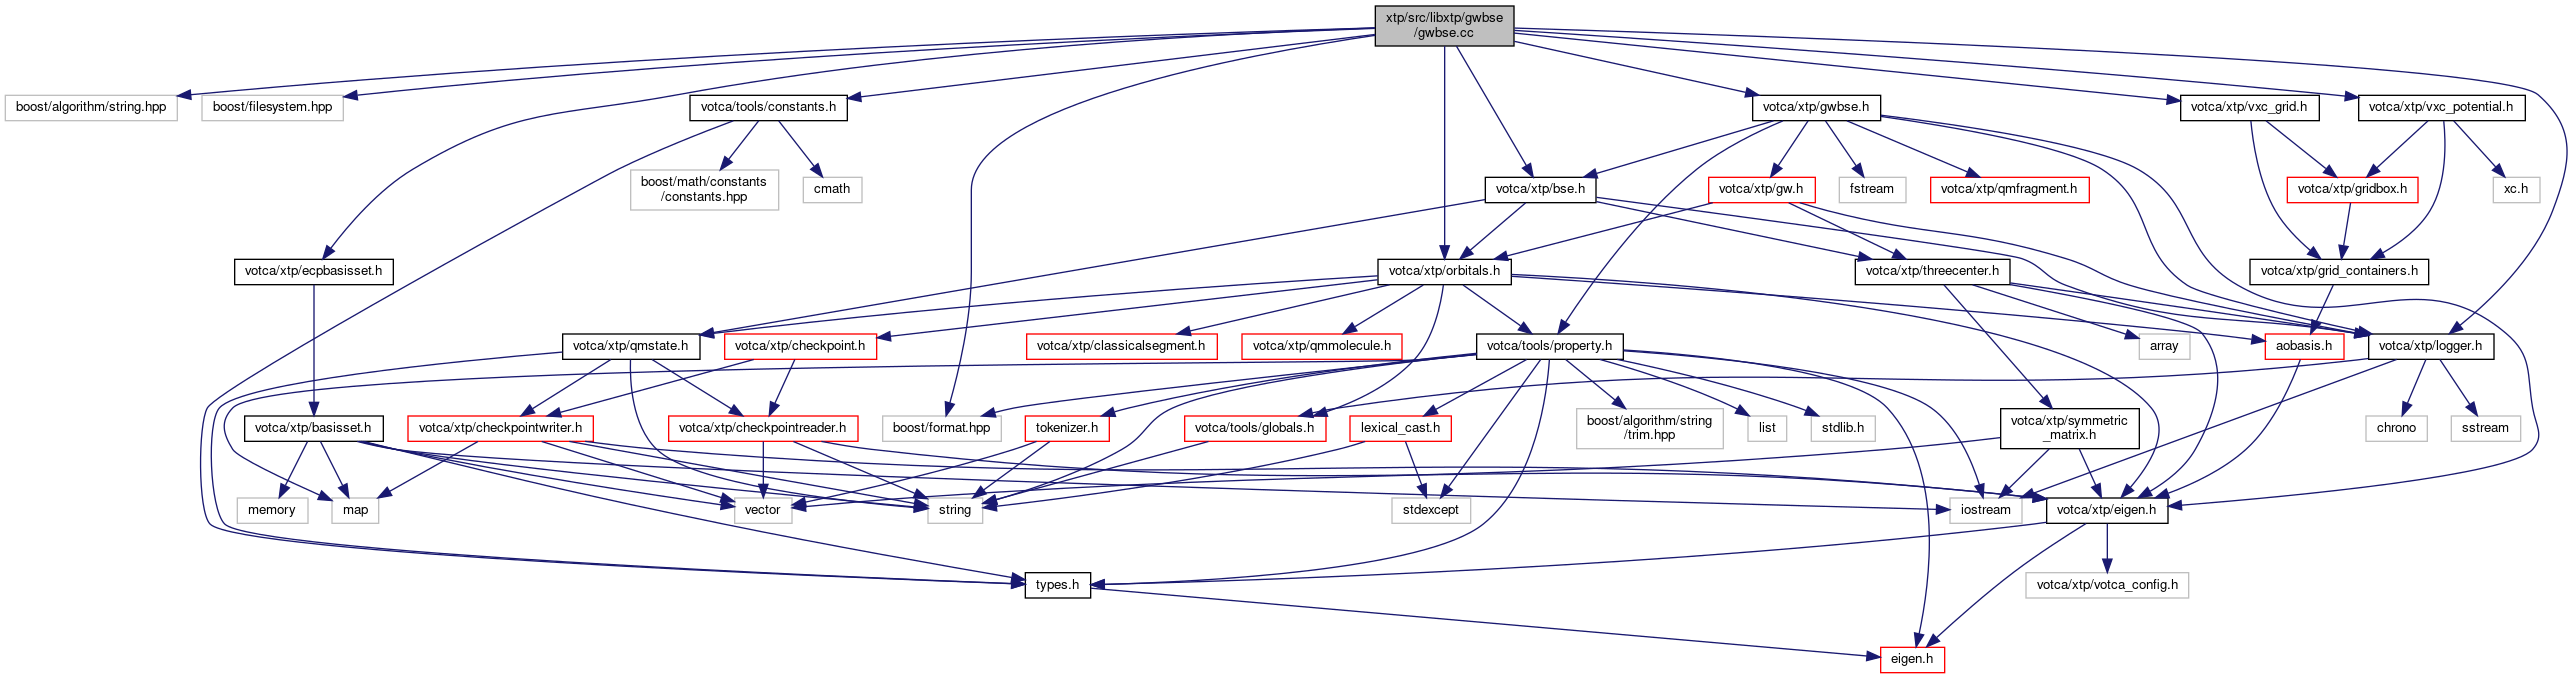 xtp/src/libxtp/gwbse
/gwbse.cc
boost/algorithm/string.hpp
boost/filesystem.hpp
votca/tools/constants.h
votca/xtp/gwbse.h
votca/xtp/vxc_grid.h
votca/xtp/vxc_potential.h
boost/math/constants
/constants.hpp
cmath
votca/xtp/bse.h
votca/xtp/gw.h
fstream
votca/xtp/qmfragment.h
votca/xtp/gridbox.h
xc.h
votca/xtp/ecpbasisset.h
votca/xtp/orbitals.h
votca/xtp/threecenter.h
votca/xtp/grid_containers.h
votca/xtp/qmstate.h
votca/xtp/checkpoint.h
votca/xtp/classicalsegment.h
votca/xtp/qmmolecule.h
votca/tools/property.h
array
aobasis.h
votca/xtp/logger.h
votca/xtp/basisset.h
votca/xtp/checkpointwriter.h
votca/xtp/checkpointreader.h
boost/format.hpp
tokenizer.h
votca/tools/globals.h
lexical_cast.h
boost/algorithm/string
/trim.hpp
list
stdlib.h
votca/xtp/symmetric
_matrix.h
chrono
sstream
memory
map
vector
string
stdexcept
iostream
votca/xtp/eigen.h
types.h
votca/xtp/votca_config.h
eigen.h